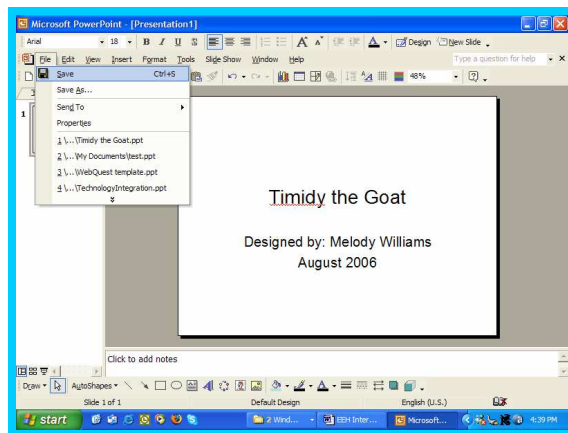 Microsoft PowerPoint - [Presentation1]
Arial 18 B I U S Design New Slide
File Edit View Insert Format Tools Slide Show Window Help Type a question for help
Save Ctrl+S
48%
Save As...
Send To
Properties
1 \...\Timidy the Goat.ppt
2 \...\My Documents\test.ppt
3 \...\WebQuest template.ppt
4 \...\TechnologyIntegration.ppt
1
Timidy the Goat
Designed by: Melody Williams
August 2006
Click to add notes
Draw AutoShapes
Slide 1 of 1 Default Design English (U.S.)
start 2 Wind... EEH Inter... Microsoft... 4:39 PM